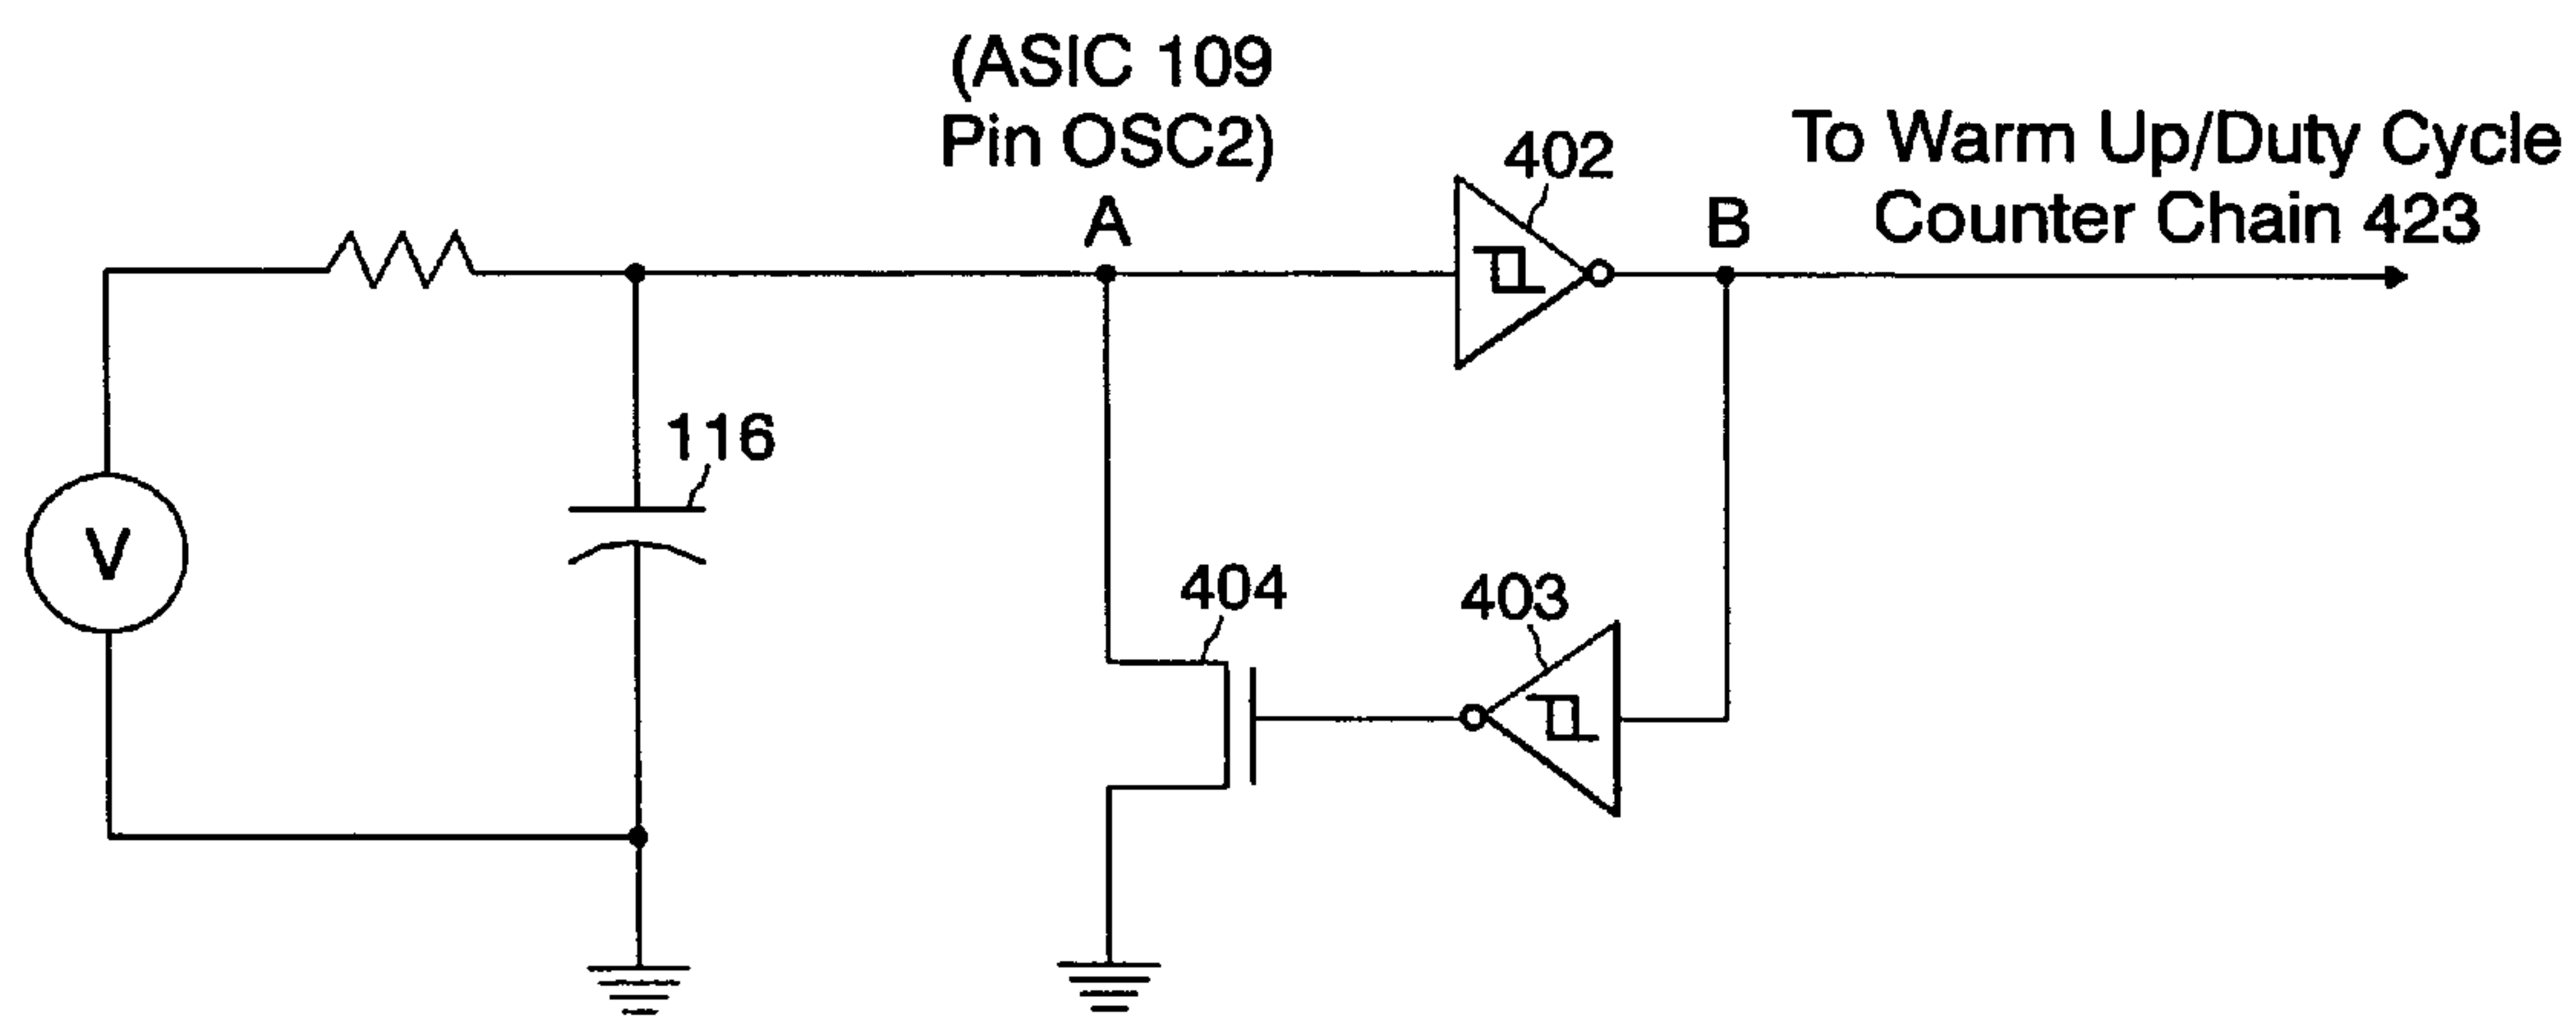 (ASIC 109
Pin OSC2)
A
402
B
To Warm Up/Duty Cycle
Counter Chain 423
116
V
404
403